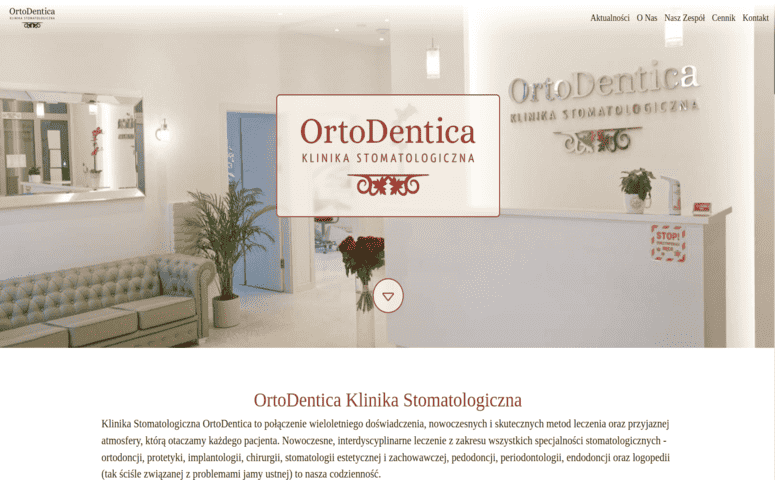 OrtoDentica
KLINIKA STOMATOLOGICZNA
Aktualności O Nas Nasz Zespół Cennik Kontakt
OrtoDentica
KLINIKA STOMATOLOGICZNA
OrtoDentica
KLINIKA STOMATOLOGICZNA
STOP!
OrtoDentica Klinika Stomatologiczna
Klinika Stomatologiczna OrtoDentica to połączenie wieloletniego doświadczenia, nowoczesnych i skutecznych metod leczenia oraz przyjaznej
atmosfery, którą otaczamy każdego pacjenta. Nowoczesne, interdyscyplinarne leczenie z zakresu wszystkich specjalności stomatologicznych -
ortodoncji, protetyki, implantologii, chirurgii, stomatologii estetycznej i zachowawczej, pedodoncji, periodontologii, endodoncji oraz logopedii
(tak ściśle związanej z problemami jamy ustnej) to nasza codzienność.